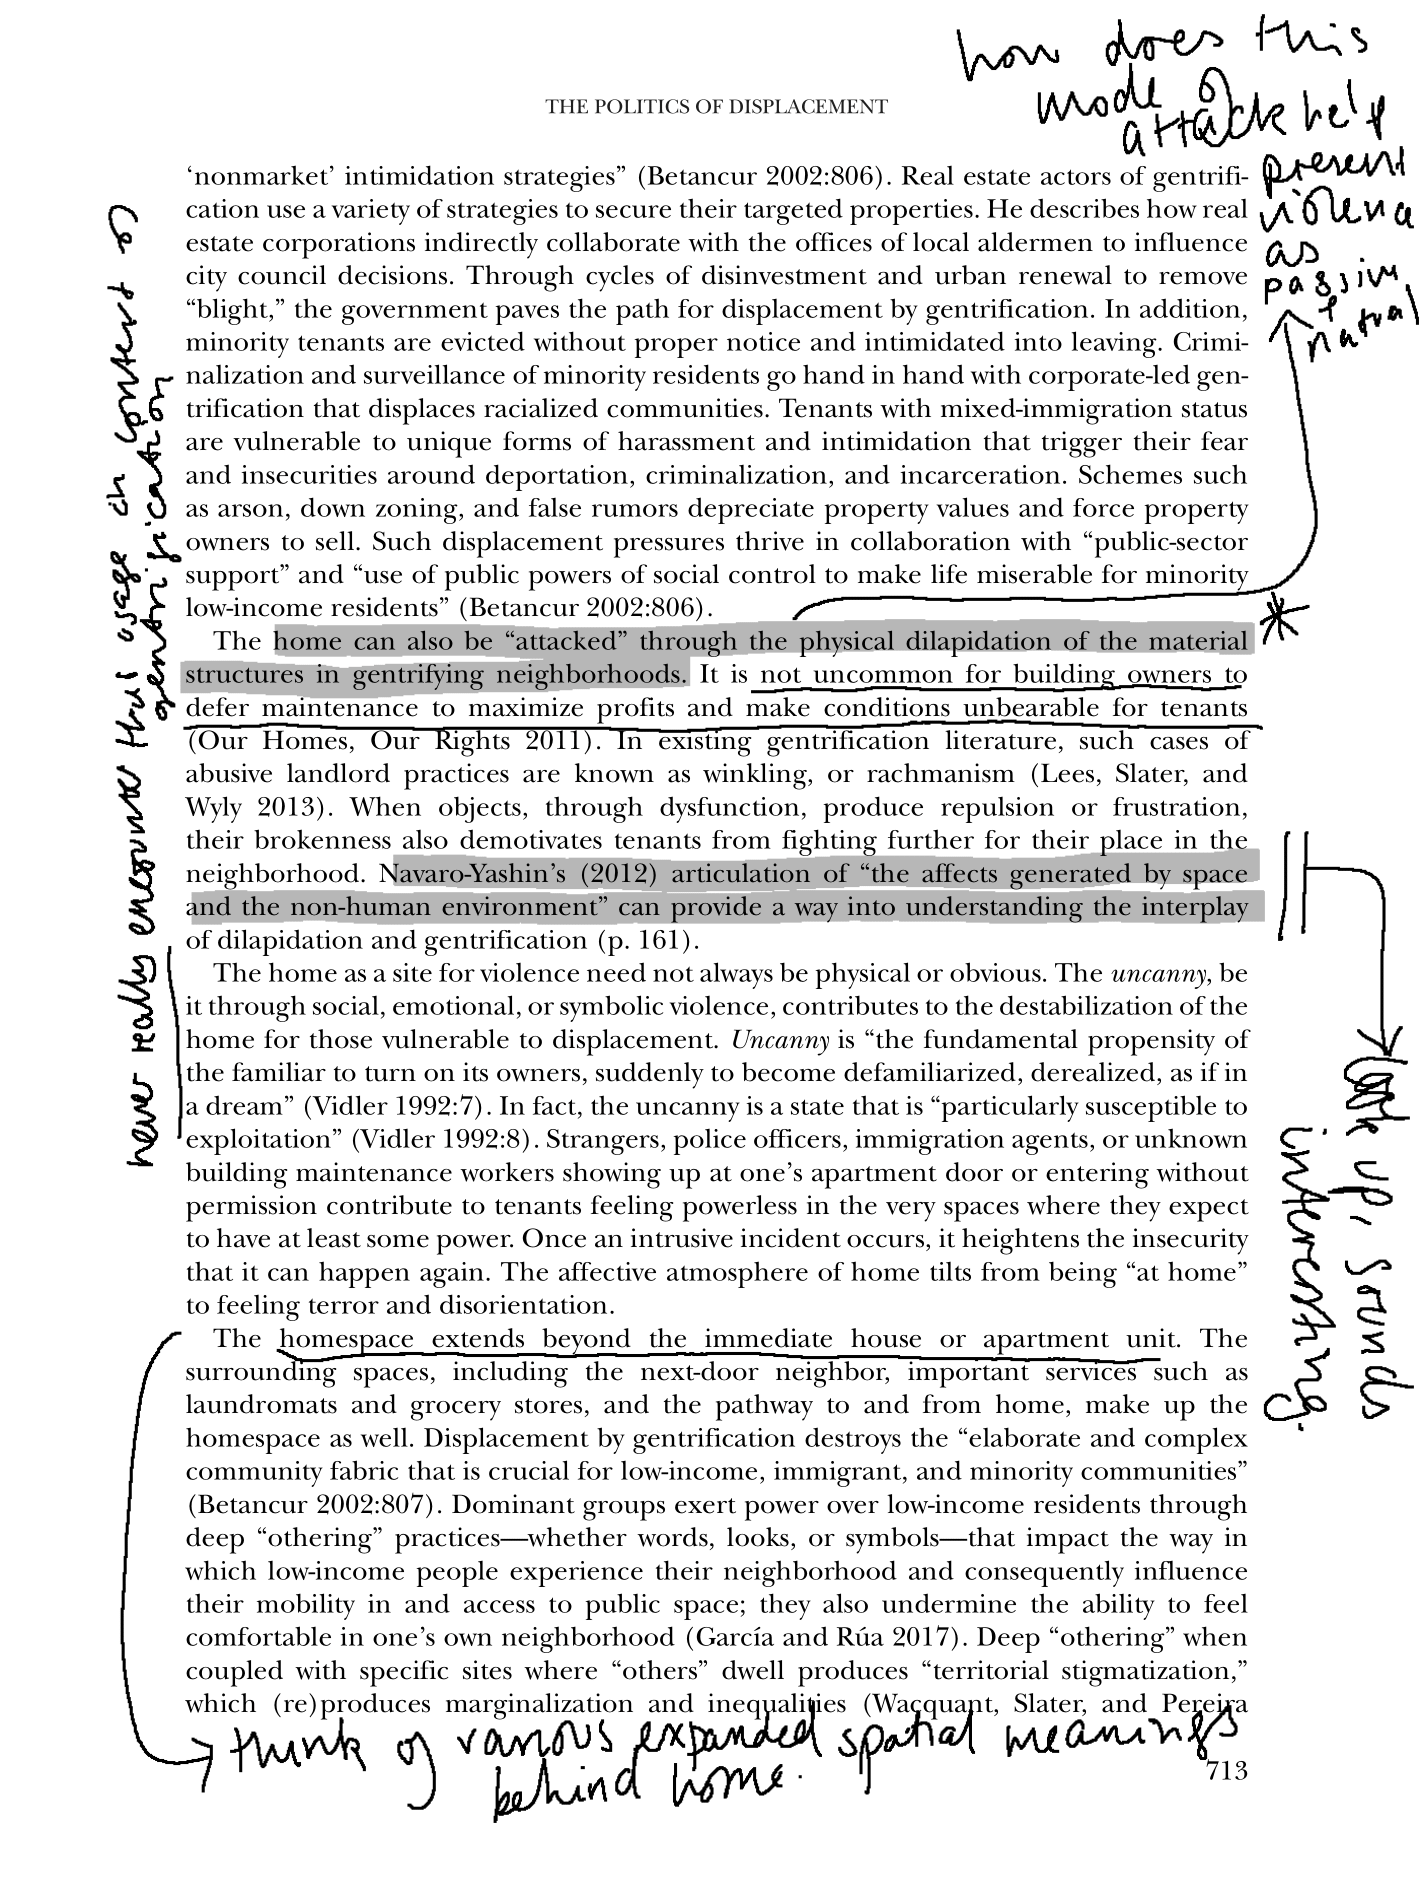 how does this
mode of
attack help
present
violence
as
passive
+
natural
THE POLITICS OF DISPLACEMENT
‘nonmarket’ intimidation strategies” (Betancur 2002:806). Real estate actors of gentrifi-
cation use a variety of strategies to secure their targeted properties. He describes how real
estate corporations indirectly collaborate with the offices of local aldermen to influence
city council decisions. Through cycles of disinvestment and urban renewal to remove
“blight,” the government paves the path for displacement by gentrification. In addition,
minority tenants are evicted without proper notice and intimidated into leaving. Crimi-
nalization and surveillance of minority residents go hand in hand with corporate-led gen-
trification that displaces racialized communities. Tenants with mixed-immigration status
are vulnerable to unique forms of harassment and intimidation that trigger their fear
and insecurities around deportation, criminalization, and incarceration. Schemes such
as arson, down zoning, and false rumors depreciate property values and force property
owners to sell. Such displacement pressures thrive in collaboration with “public-sector
support” and “use of public powers of social control to make life miserable for minority
low-income residents” (Betancur 2002:806).
The home can also be “attacked” through the physical dilapidation of the material
structures in gentrifying neighborhoods. It is not uncommon for building owners to
defer maintenance to maximize profits and make conditions unbearable for tenants
(Our Homes, Our Rights 2011). In existing gentrification literature, such cases of
abusive landlord practices are known as winkling, or rachmanism (Lees, Slater, and
Wyly 2013). When objects, through dysfunction, produce repulsion or frustration,
their brokenness also demotivates tenants from fighting further for their place in the
neighborhood. Navaro-Yashin’s (2012) articulation of “the affects generated by space
and the non-human environment” can provide a way into understanding the interplay
of dilapidation and gentrification (p. 161).
The home as a site for violence need not always be physical or obvious. The uncanny, be
it through social, emotional, or symbolic violence, contributes to the destabilization of the
home for those vulnerable to displacement. Uncanny is “the fundamental propensity of
the familiar to turn on its owners, suddenly to become defamiliarized, derealized, as if in
a dream” (Vidler 1992:7). In fact, the uncanny is a state that is “particularly susceptible to
exploitation” (Vidler 1992:8). Strangers, police officers, immigration agents, or unknown
building maintenance workers showing up at one’s apartment door or entering without
permission contribute to tenants feeling powerless in the very spaces where they expect
to have at least some power. Once an intrusive incident occurs, it heightens the insecurity
that it can happen again. The affective atmosphere of home tilts from being “at home”
to feeling terror and disorientation.
The homespace extends beyond the immediate house or apartment unit. The
surrounding spaces, including the next-door neighbor, important services such as
laundromats and grocery stores, and the pathway to and from home, make up the
homespace as well. Displacement by gentrification destroys the “elaborate and complex
community fabric that is crucial for low-income, immigrant, and minority communities”
(Betancur 2002:807). Dominant groups exert power over low-income residents through
deep “othering” practices—whether words, looks, or symbols—that impact the way in
which low-income people experience their neighborhood and consequently influence
their mobility in and access to public space; they also undermine the ability to feel
comfortable in one’s own neighborhood (García and Rúa 2017). Deep “othering” when
coupled with specific sites where “others” dwell produces “territorial stigmatization,”
which (re)produces marginalization and inequalities (Wacquant, Slater, and Pereira
713
never really encounter this usage in context of
gentrification
look up, sounds
interesting.
think of various expanded spatial meanings
behind home.